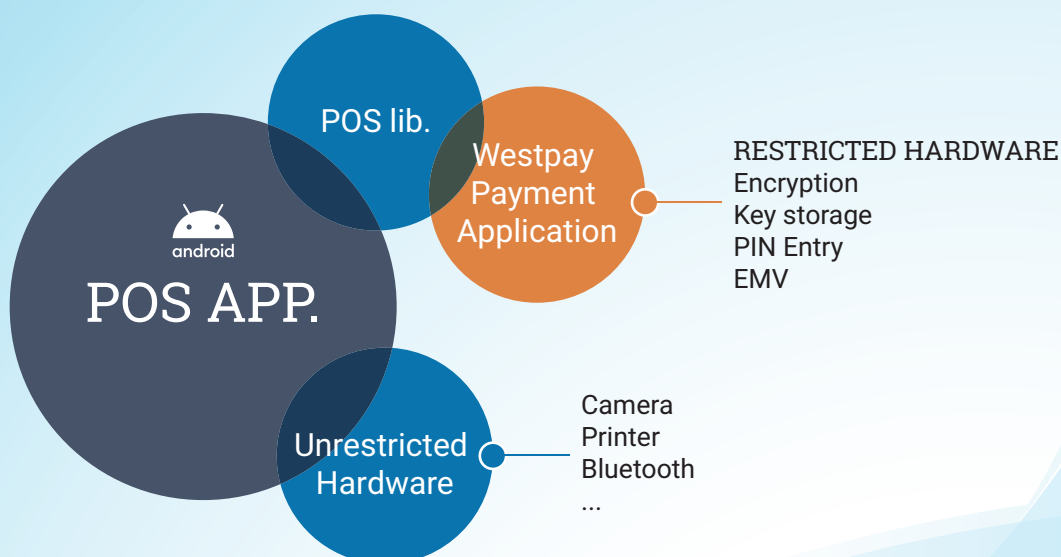 POS lib.
Westpay
Payment
Application
RESTRICTED HARDWARE
Encryption
Key storage
PIN Entry
EMV
android
POS APP.
Unrestricted
Hardware
Camera
Printer
Bluetooth
...